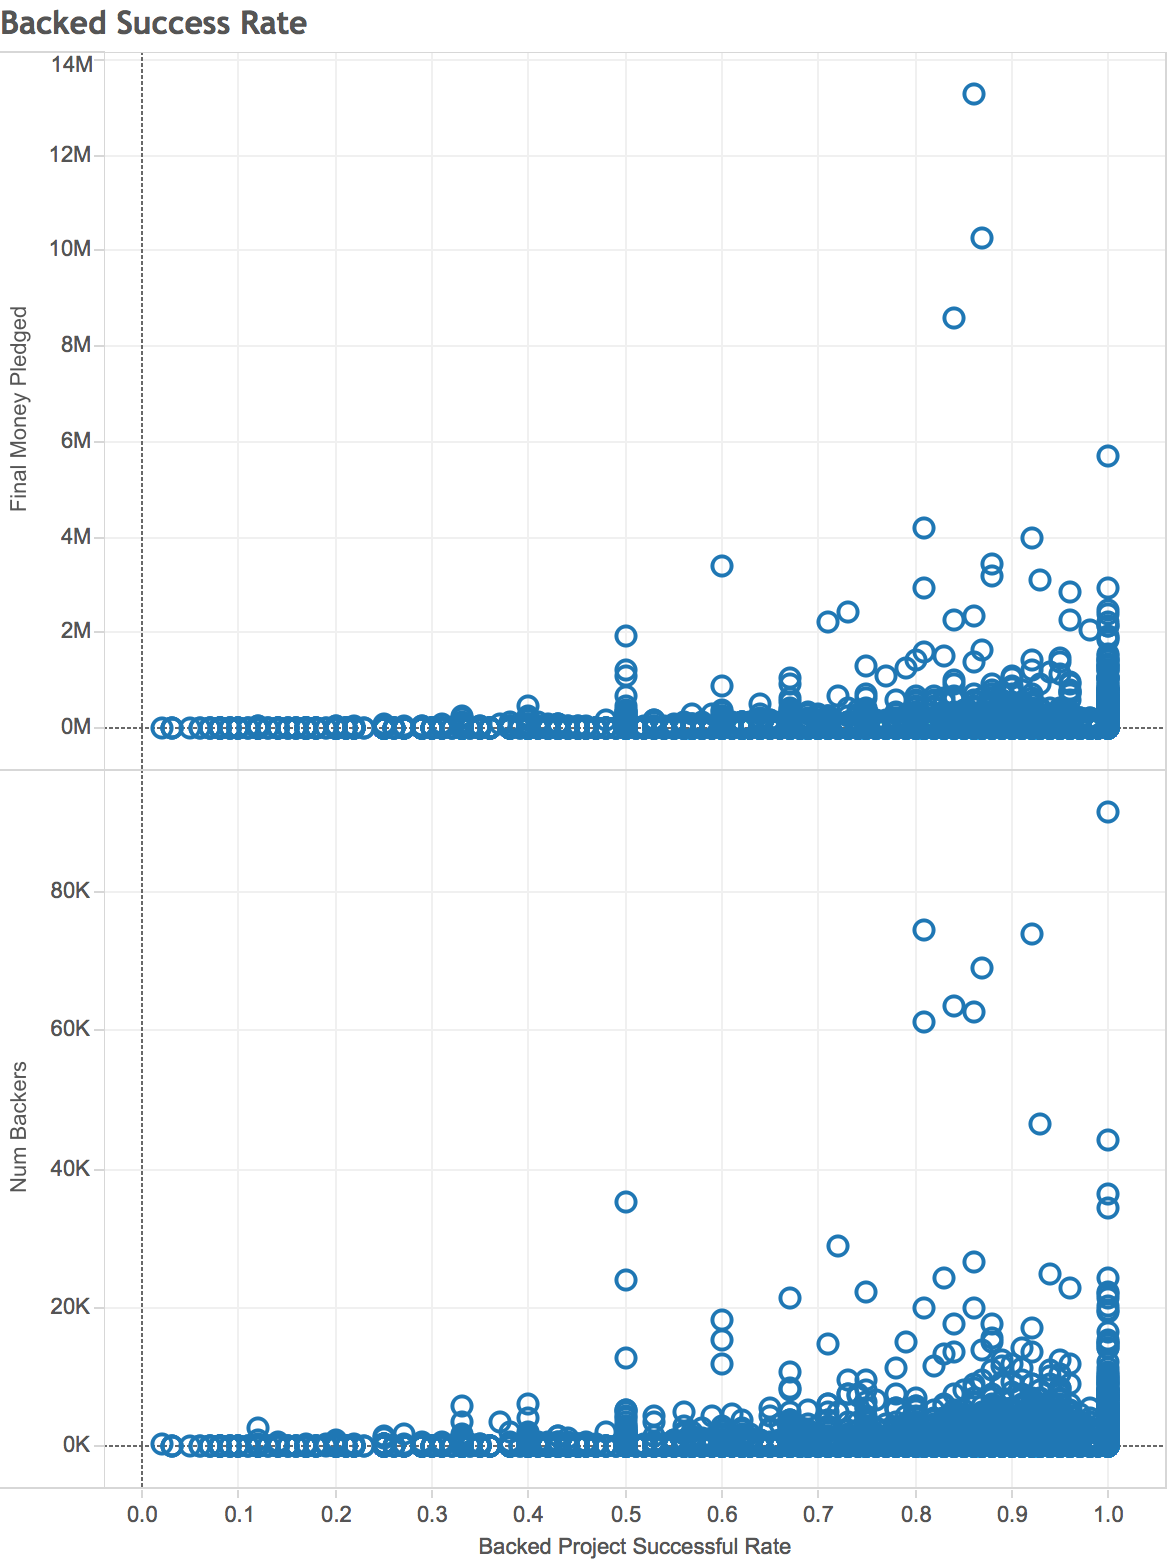 Backed Success Rate
14M
12M
10M
8M
6M
4M
2M
0M
Final Money Pledged
80K
60K
40K
20K
0K
Num Backers
0.0 0.1 0.2 0.3 0.4 0.5 0.6 0.7 0.8 0.9 1.0
Backed Project Successful Rate